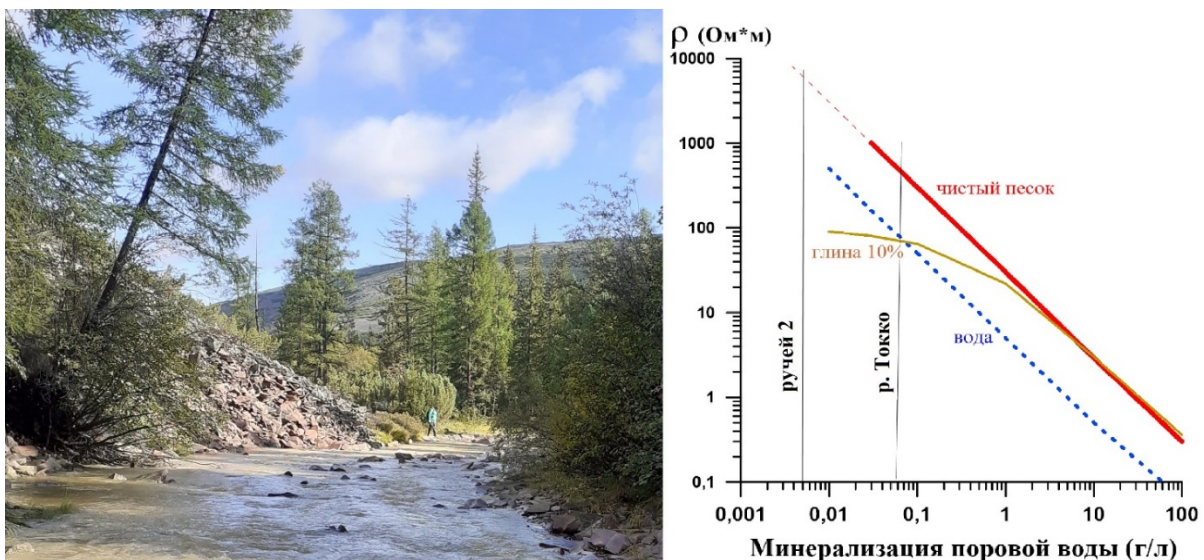 ρ (Ом*м)
10000
1000
100
10
1
0,1
чистый песок
глина 10%
вода
ручей 2
р. Токко
0,001
0,01
0,1
1
10
100
Минерализация поровой воды (г/л)